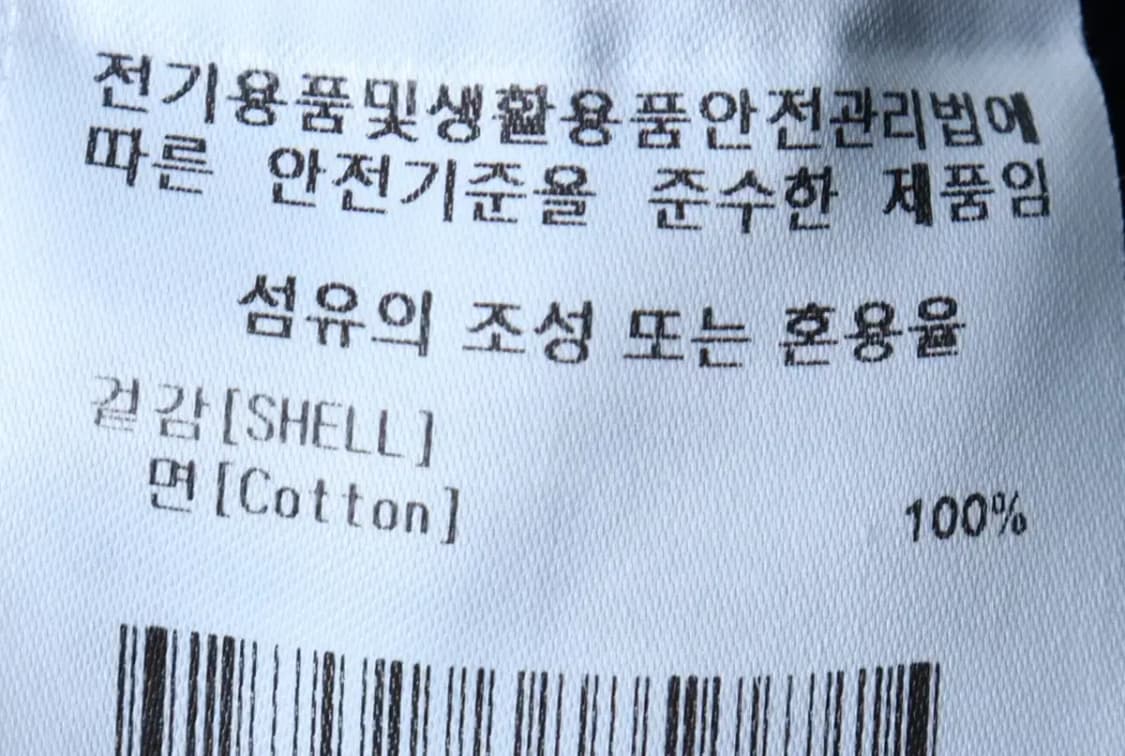 전기용품및생활용품안전관리법에
따른 안전기준을 준수한 제품임
섬유의 조성 또는 혼용율
겉감[SHELL]
면[Cotton] 100%